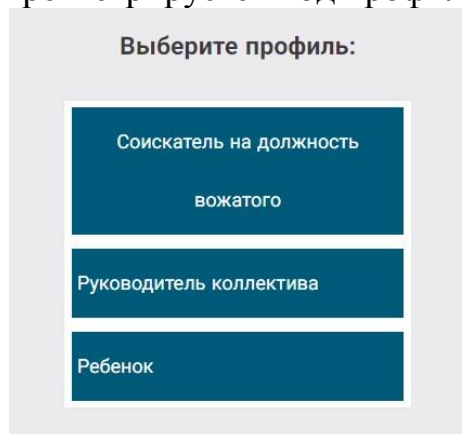 Выберите профиль:
Соискатель на должность
вожатого
Руководитель коллектива
Ребенок